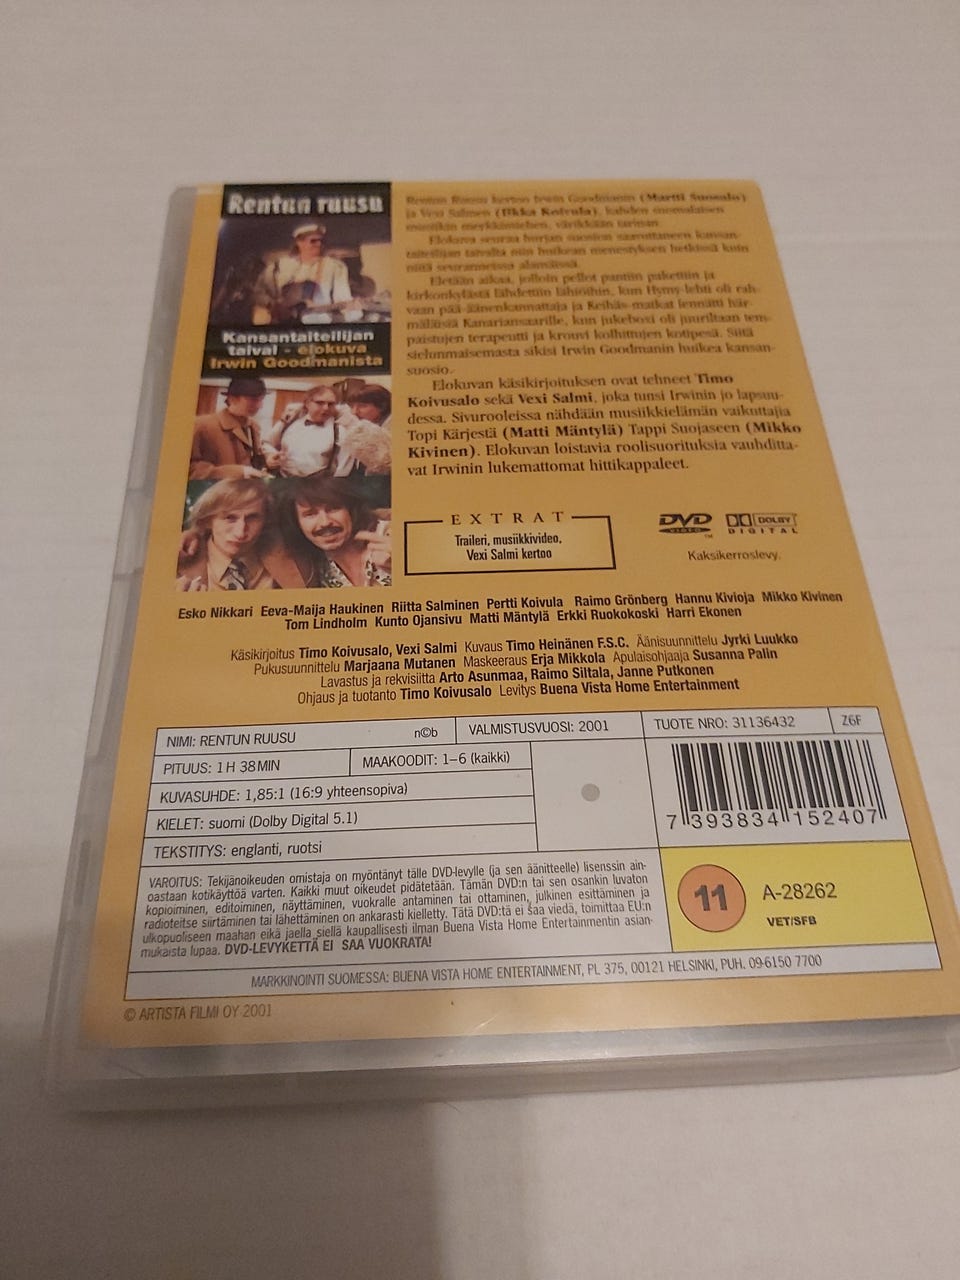 Rentun ruusu
Kansantaiteilijan
taival - elokuva
Irwin Goodmanista
Rentun Ruusu kertoo Irwin Goodmanin (Martti Suosalo)
ja Vexi Salmen (Ilkka Koivula), kahden suomalaisen
musiikin merkkimiehen, värikkään tarinan.
Elokuva seuraa hurjan suosion saavuttaneen kansan-
taiteilijan taivalta niin huikean menestyksen hetkissä kuin
niitä seuranneissa alamäissä.
Eletään aikaa, jolloin pellot pantiin pakettiin ja
kirkonkylästä lähdettiin lähiöihin, kun Hymy-lehti oli rah-
vaan pää-äänenkannattaja ja Keihäs-matkat lennätti här-
mäläisiä Kanariansaarille, kun jukeboxi oli juuriltaan tem-
paistujen terapeutti ja krouvi kolhittujen kotipesä. Siitä
sielunmaisemasta sikisi Irwin Goodmanin huikea kansan-
suosio.
Elokuvan käsikirjoituksen ovat tehneet Timo
Koivusalo sekä Vexi Salmi, joka tunsi Irwinin jo lapsuu-
dessa. Sivurooleissa nähdään musiikkielämän vaikuttajia
Topi Kärjestä (Matti Mäntylä) Tappi Suojaseen (Mikko
Kivinen). Elokuvan loistavia roolisuorituksia vauhditta-
vat Irwinin lukemattomat hittikappaleet.
EXTRAT
Traileri, musiikkivideo,
Vexi Salmi kertoo
DVD
VIDEO
TM
DOLBY
DIGITAL
Kaksikerroslevy.
Esko Nikkari Eeva-Maija Haukinen Riitta Salminen Pertti Koivula Raimo Grönberg Hannu Kivioja Mikko Kivinen
Tom Lindholm Kunto Ojansivu Matti Mäntylä Erkki Ruokokoski Harri Ekonen
Käsikirjoitus Timo Koivusalo, Vexi Salmi Kuvaus Timo Heinänen F.S.C. Äänisuunnittelu Jyrki Luukko
Pukusuunnittelu Marjaana Mutanen Maskeeraus Erja Mikkola Apulaisohjaaja Susanna Palin
Lavastus ja rekvisiitta Arto Asunmaa, Raimo Siltala, Janne Putkonen
Ohjaus ja tuotanto Timo Koivusalo Levitys Buena Vista Home Entertainment
NIMI: RENTUN RUUSU
n©b
VALMISTUSVUOSI: 2001
TUOTE NRO: 31136432
Z6F
PITUUS: 1 H 38 MIN
MAAKOODIT: 1–6 (kaikki)
KUVASUHDE: 1,85:1 (16:9 yhteensopiva)
KIELET: suomi (Dolby Digital 5.1)
TEKSTITYS: englanti, ruotsi
7 393834 152407
VAROITUS: Tekijänoikeuden omistaja on myöntänyt tälle DVD-levylle (ja sen äänitteelle) lisenssin ain-
oastaan kotikäyttöä varten. Kaikki muut oikeudet pidätetään. Tämän DVD:n tai sen osankin luvaton
kopioiminen, editoiminen, näyttäminen, vuokralle antaminen tai ottaminen, julkinen esittäminen ja
radioteitse siirtäminen tai lähettäminen on ankarasti kielletty. Tätä DVD:tä ei saa viedä, toimittaa EU:n
ulkopuoliseen maahan eikä jaella siellä kaupallisesti ilman Buena Vista Home Entertainmentin asian-
mukaista lupaa. DVD-LEVYKETTÄ EI SAA VUOKRATA!
11
A-28262
VET/SFB
MARKKINOINTI SUOMESSA: BUENA VISTA HOME ENTERTAINMENT, PL 375, 00121 HELSINKI, PUH. 09-6150 7700
© ARTISTA FILMI OY 2001